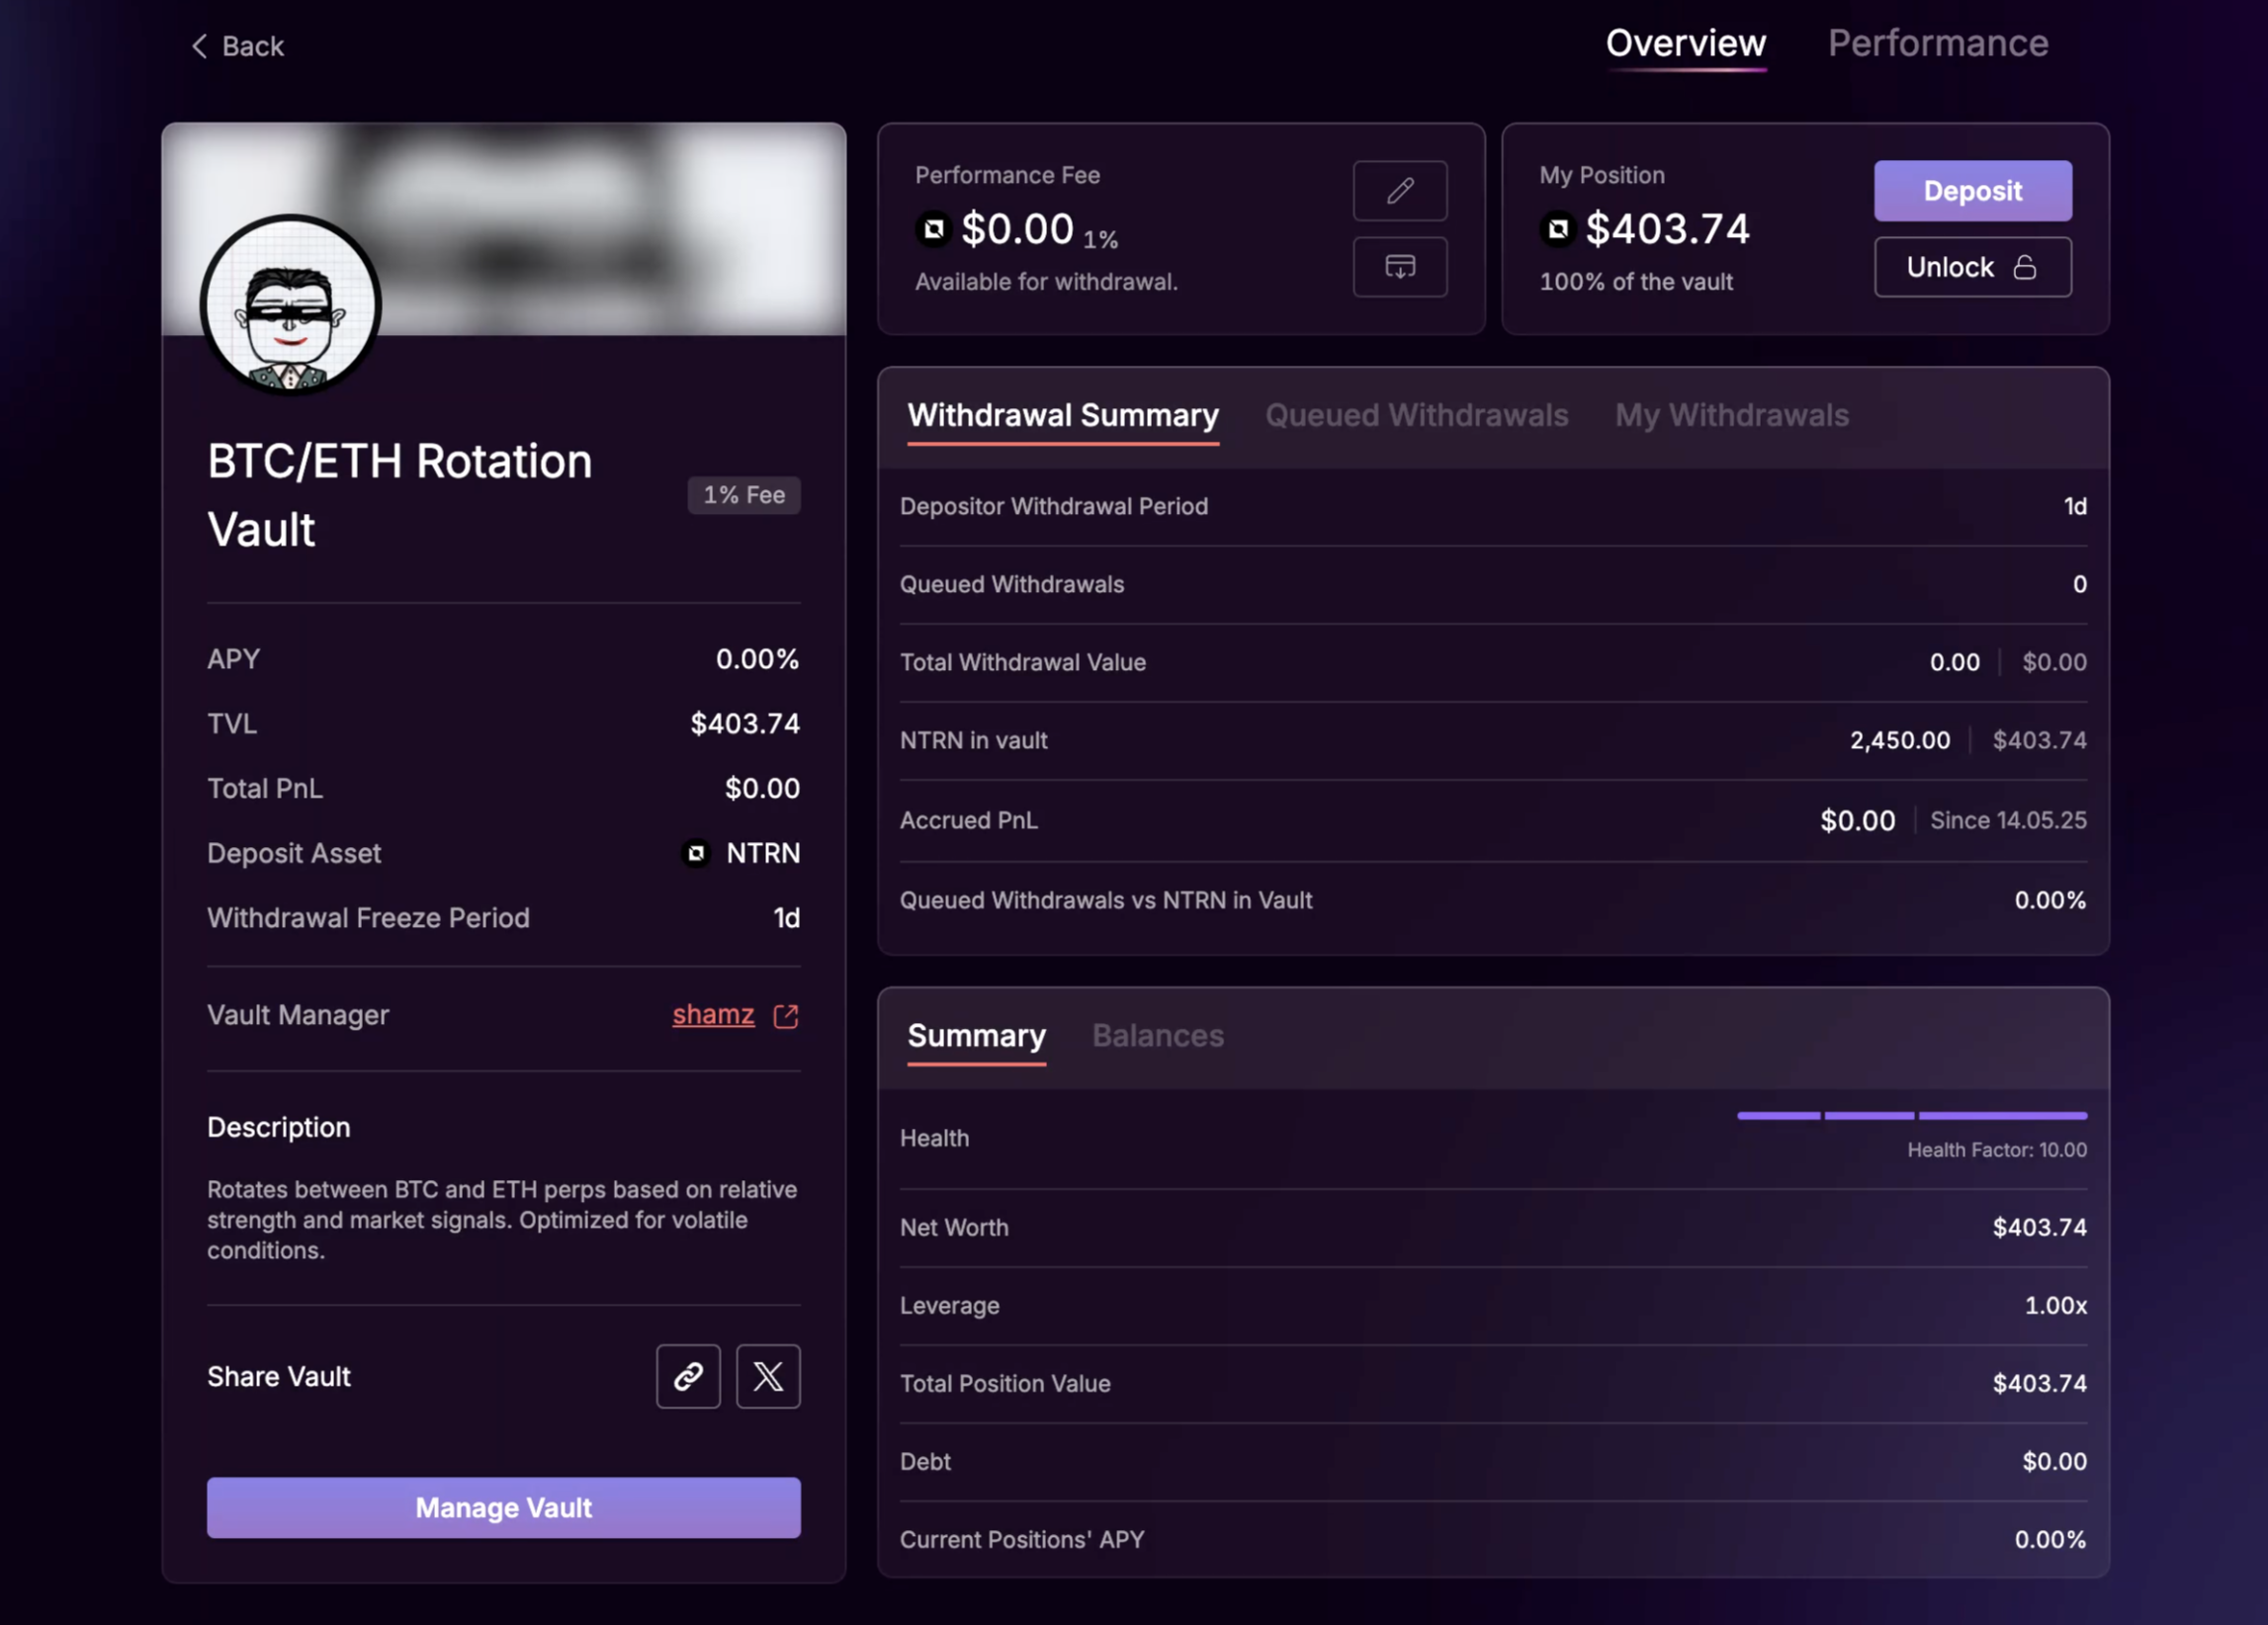 Back
Overview
Performance
BTC/ETH Rotation
Vault
1% Fee
APY 0.00%
TVL $403.74
Total PnL $0.00
Deposit Asset NTRN
Withdrawal Freeze Period 1d
Vault Manager shamz
Description
Rotates between BTC and ETH perps based on relative
strength and market signals. Optimized for volatile
conditions.
Share Vault
Manage Vault
Performance Fee
$0.00 1%
Available for withdrawal.
My Position
$403.74
100% of the vault
Deposit
Unlock
Withdrawal Summary Queued Withdrawals My Withdrawals
Depositor Withdrawal Period 1d
Queued Withdrawals 0
Total Withdrawal Value 0.00 $0.00
NTRN in vault 2,450.00 $403.74
Accrued PnL $0.00 Since 14.05.25
Queued Withdrawals vs NTRN in Vault 0.00%
Summary Balances
Health
Health Factor: 10.00
Net Worth $403.74
Leverage 1.00x
Total Position Value $403.74
Debt $0.00
Current Positions' APY 0.00%